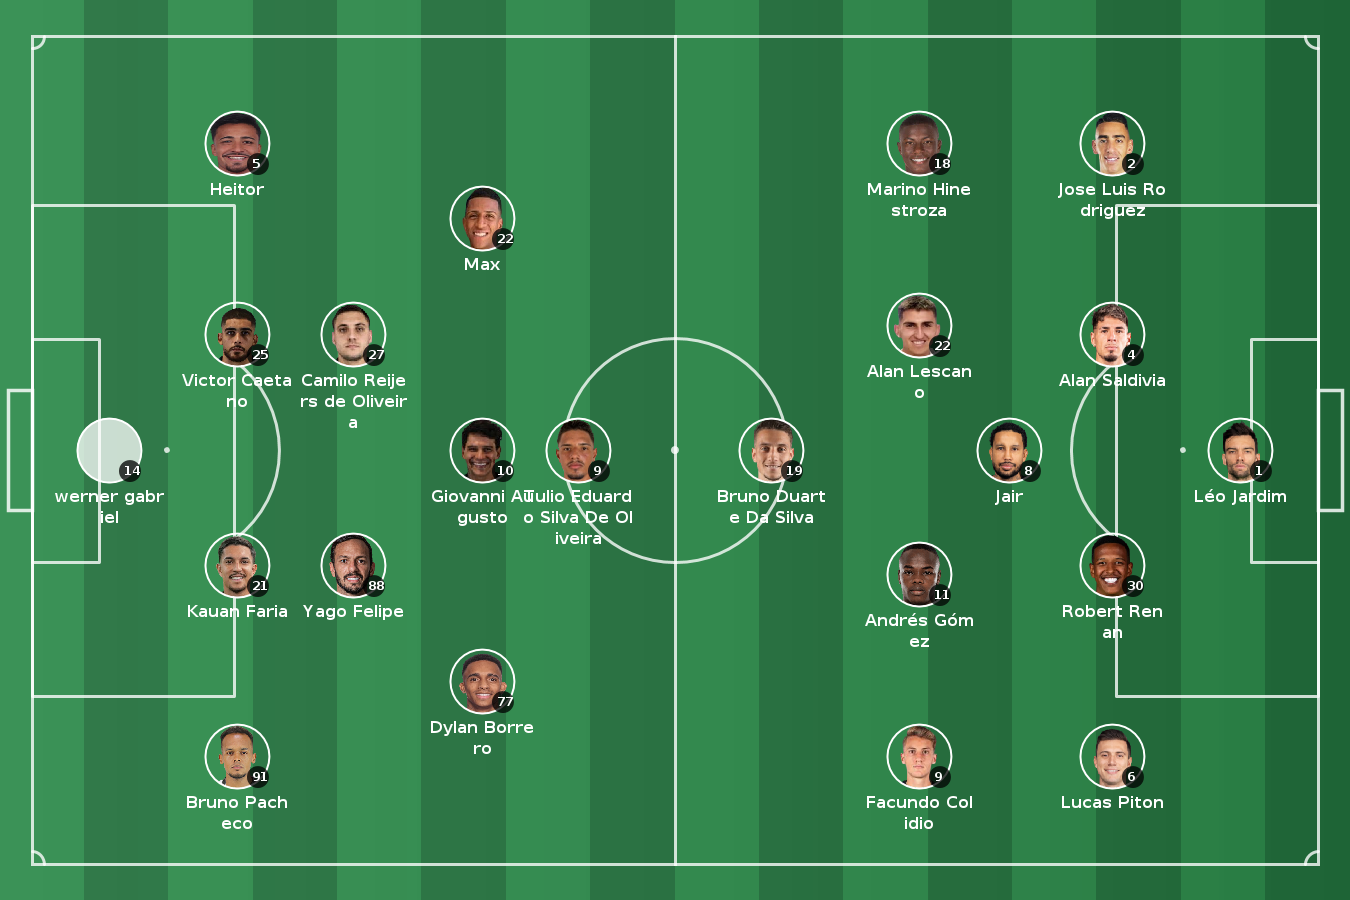 5
Heitor
22
Max
25
Victor Caeta
no
27
Camilo Reije
rs de Oliveir
a
14
werner gabr
iel
10
Giovanni Au
gusto
9
Tulio Eduard
o Silva De Ol
iveira
21
Kauan Faria
88
Yago Felipe
77
Dylan Borre
ro
91
Bruno Pach
eco
18
Marino Hine
stroza
2
Jose Luis Ro
driguez
22
Alan Lescan
o
4
Alan Saldivia
19
Bruno Duart
e Da Silva
8
Jair
1
Léo Jardim
11
Andrés Góm
ez
30
Robert Ren
an
9
Facundo Col
idio
6
Lucas Piton